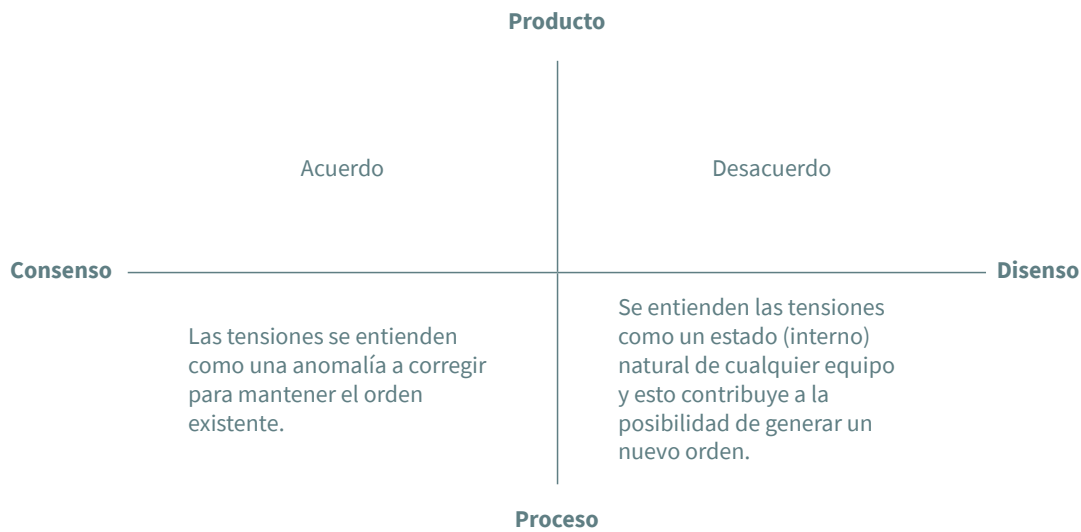 Producto
Acuerdo
Desacuerdo
Consenso
Disenso
Las tensiones se entienden
como una anomalía a corregir
para mantener el orden
existente.
Se entienden las tensiones
como un estado (interno)
natural de cualquier equipo
y esto contribuye a la
posibilidad de generar un
nuevo orden.
Proceso